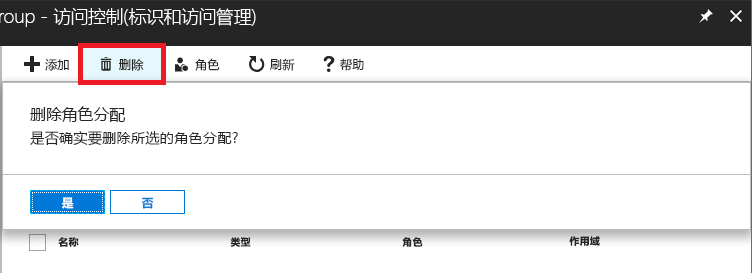 roup - 访问控制(标识和访问管理)
添加 删除 角色 刷新 帮助
删除角色分配
是否确实要删除所选的角色分配?
是 否
名称 类型 角色 作用域